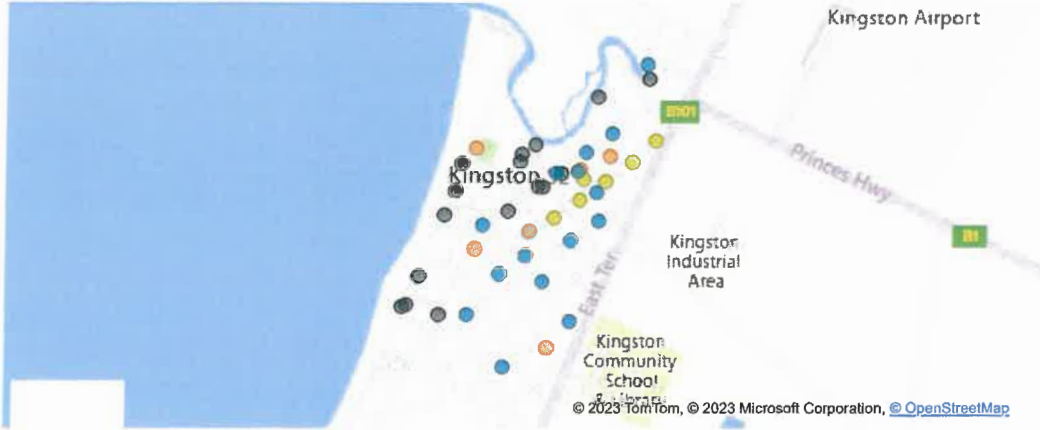 Kingston Airport
B101
Princes Hwy
Kingston
B1
Kingston
Industrial
Area
East Ter
Kingston
Community
School
& Library
© 2023 TomTom, © 2023 Microsoft Corporation, © OpenStreetMap